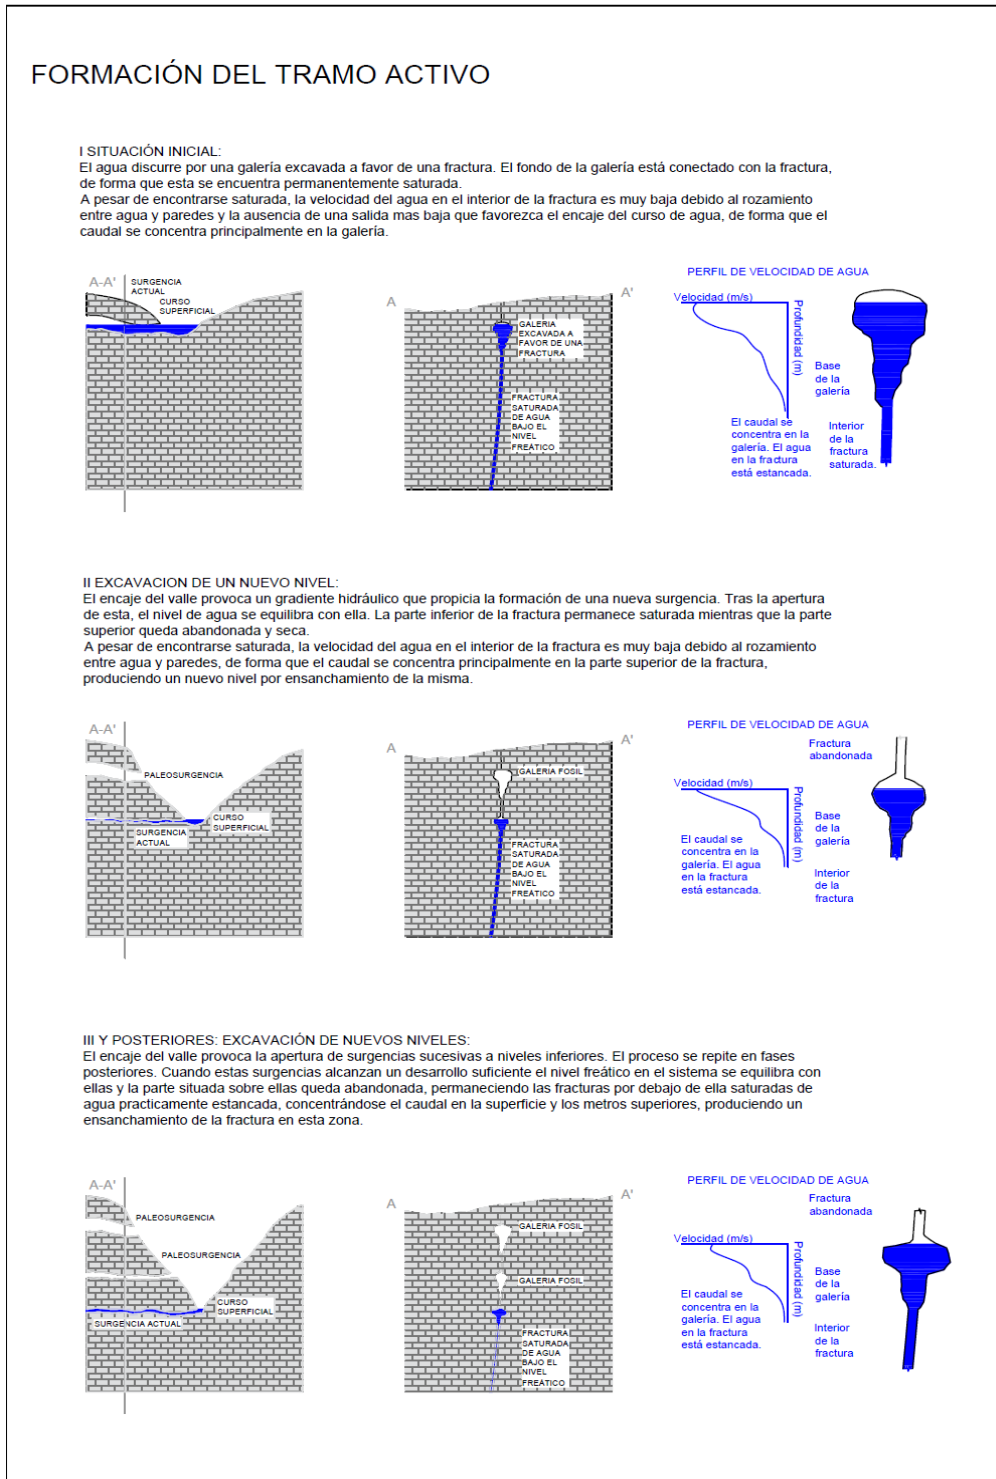 FORMACIÓN DEL TRAMO ACTIVO
I SITUACIÓN INICIAL:
El agua discurre por una galería excavada a favor de una fractura. El fondo de la galería está conectado con la fractura,
de forma que esta se encuentra permanentemente saturada.
A pesar de encontrarse saturada, la velocidad del agua en el interior de la fractura es muy baja debido al rozamiento
entre agua y paredes y la ausencia de una salida mas baja que favorezca el encaje del curso de agua, de forma que el
caudal se concentra principalmente en la galería.
A-A'
SURGENCIA
ACTUAL
CURSO
SUPERFICIAL
A
A'
GALERIA
EXCAVADA A
FAVOR DE UNA
FRACTURA
FRACTURA
SATURADA
DE AGUA
BAJO EL
NIVEL
FREÁTICO
PERFIL DE VELOCIDAD DE AGUA
Velocidad (m/s)
Profundidad (m)
Base
de la
galería
El caudal se
concentra en la
galería. El agua
en la fractura
está estancada.
Interior
de la
fractura
saturada.
II EXCAVACION DE UN NUEVO NIVEL:
El encaje del valle provoca un gradiente hidráulico que propicia la formación de una nueva surgencia. Tras la apertura
de esta, el nivel de agua se equilibra con ella. La parte inferior de la fractura permanece saturada mientras que la parte
superior queda abandonada y seca.
A pesar de encontrarse saturada, la velocidad del agua en el interior de la fractura es muy baja debido al rozamiento
entre agua y paredes, de forma que el caudal se concentra principalmente en la parte superior de la fractura,
produciendo un nuevo nivel por ensanchamiento de la misma.
A-A'
PALEOSURGENCIA
CURSO
SUPERFICIAL
SURGENCIA
ACTUAL
A
A'
GALERIA FOSIL
FRACTURA
SATURADA
DE AGUA
BAJO EL
NIVEL
FREÁTICO
PERFIL DE VELOCIDAD DE AGUA
Fractura
abandonada
Velocidad (m/s)
Profundidad (m)
Base
de la
galería
El caudal se
concentra en la
galería. El agua
en la fractura
está estancada.
Interior
de la
fractura
III Y POSTERIORES: EXCAVACIÓN DE NUEVOS NIVELES:
El encaje del valle provoca la apertura de surgencias sucesivas a niveles inferiores. El proceso se repite en fases
posteriores. Cuando estas surgencias alcanzan un desarrollo suficiente el nivel freático en el sistema se equilibra con
ellas y la parte situada sobre ellas queda abandonada, permaneciendo las fracturas por debajo de ella saturadas de
agua practicamente estancada, concentrándose el caudal en la superficie y los metros superiores, produciendo un
ensanchamiento de la fractura en esta zona.
A-A'
PALEOSURGENCIA
PALEOSURGENCIA
CURSO
SUPERFICIAL
SURGENCIA ACTUAL
A
A'
GALERIA FOSIL
GALERIA FOSIL
FRACTURA
SATURADA
DE AGUA
BAJO EL
NIVEL
FREÁTICO
PERFIL DE VELOCIDAD DE AGUA
Fractura
abandonada
Velocidad (m/s)
Profundidad (m)
Base
de la
galería
El caudal se
concentra en la
galería. El agua
en la fractura
está estancada.
Interior
de la
fractura